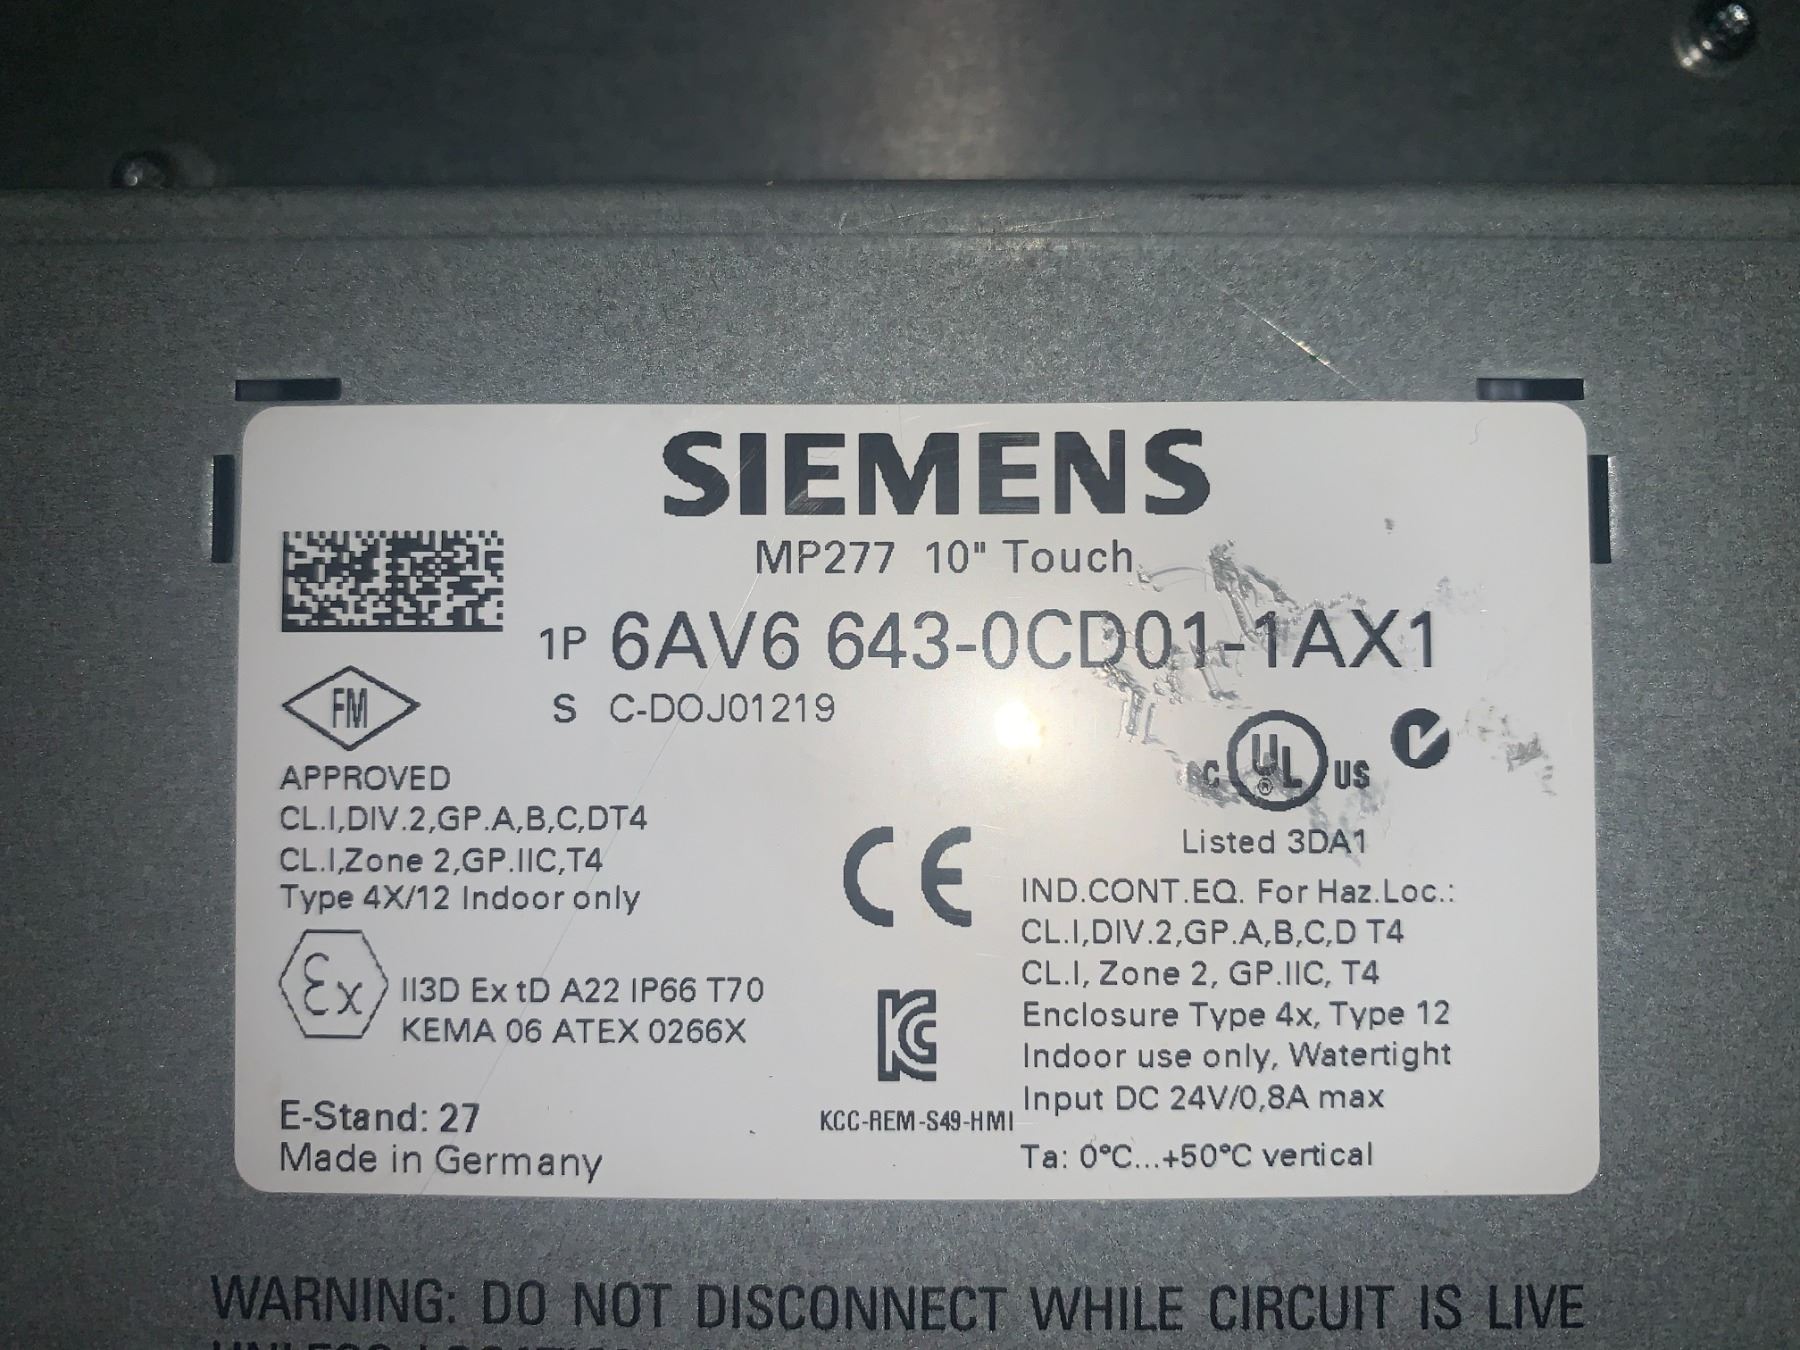 SIEMENS
MP277 10" Touch
1P 6AV6 643-0CD01-1AX1
S C-DOJ01219
FM
APPROVED
CL.I,DIV.2,GP.A,B,C,DT4
CL.I,Zone 2,GP.IIC,T4
Type 4X/12 Indoor only
Ex II3D Ex tD A22 IP66 T70
KEMA 06 ATEX 0266X
E-Stand: 27
Made in Germany
CE
KCC-REM-S49-HMI
C UL US
®
Listed 3DA1
IND.CONT.EQ. For Haz.Loc.:
CL.I,DIV.2,GP.A,B,C,D T4
CL.I, Zone 2, GP.IIC, T4
Enclosure Type 4x, Type 12
Indoor use only, Watertight
Input DC 24V/0,8A max
Ta: 0°C...+50°C vertical
WARNING: DO NOT DISCONNECT WHILE CIRCUIT IS LIVE